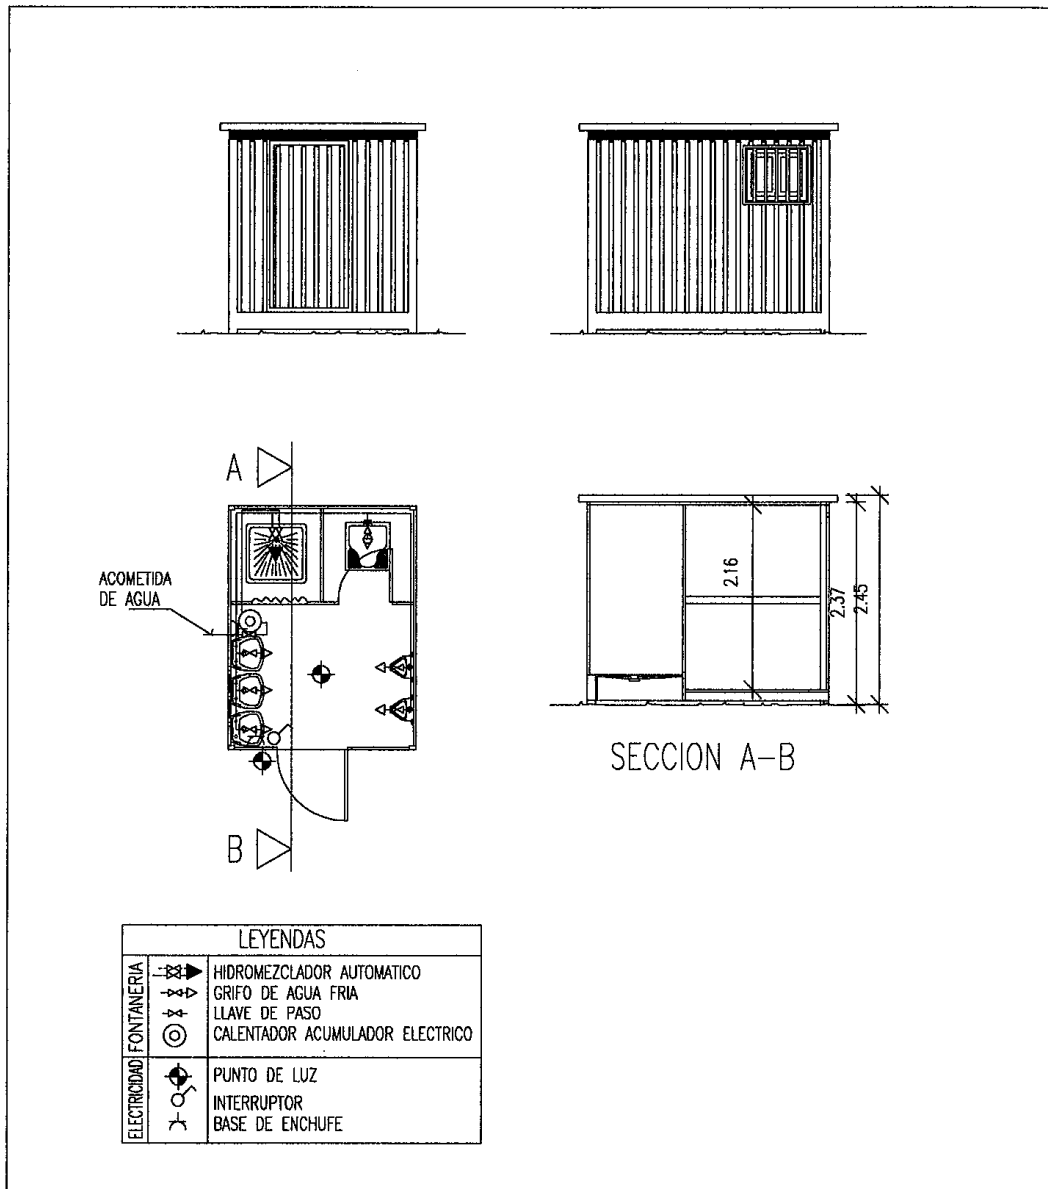 A
ACOMETIDA
DE AGUA
B
2.16
2.37
2.45
SECCION A-B
LEYENDAS
FONTANERIA
HIDROMEZCLADOR AUTOMATICO
GRIFO DE AGUA FRIA
LLAVE DE PASO
CALENTADOR ACUMULADOR ELECTRICO
ELECTRICIDAD
PUNTO DE LUZ
INTERRUPTOR
BASE DE ENCHUFE